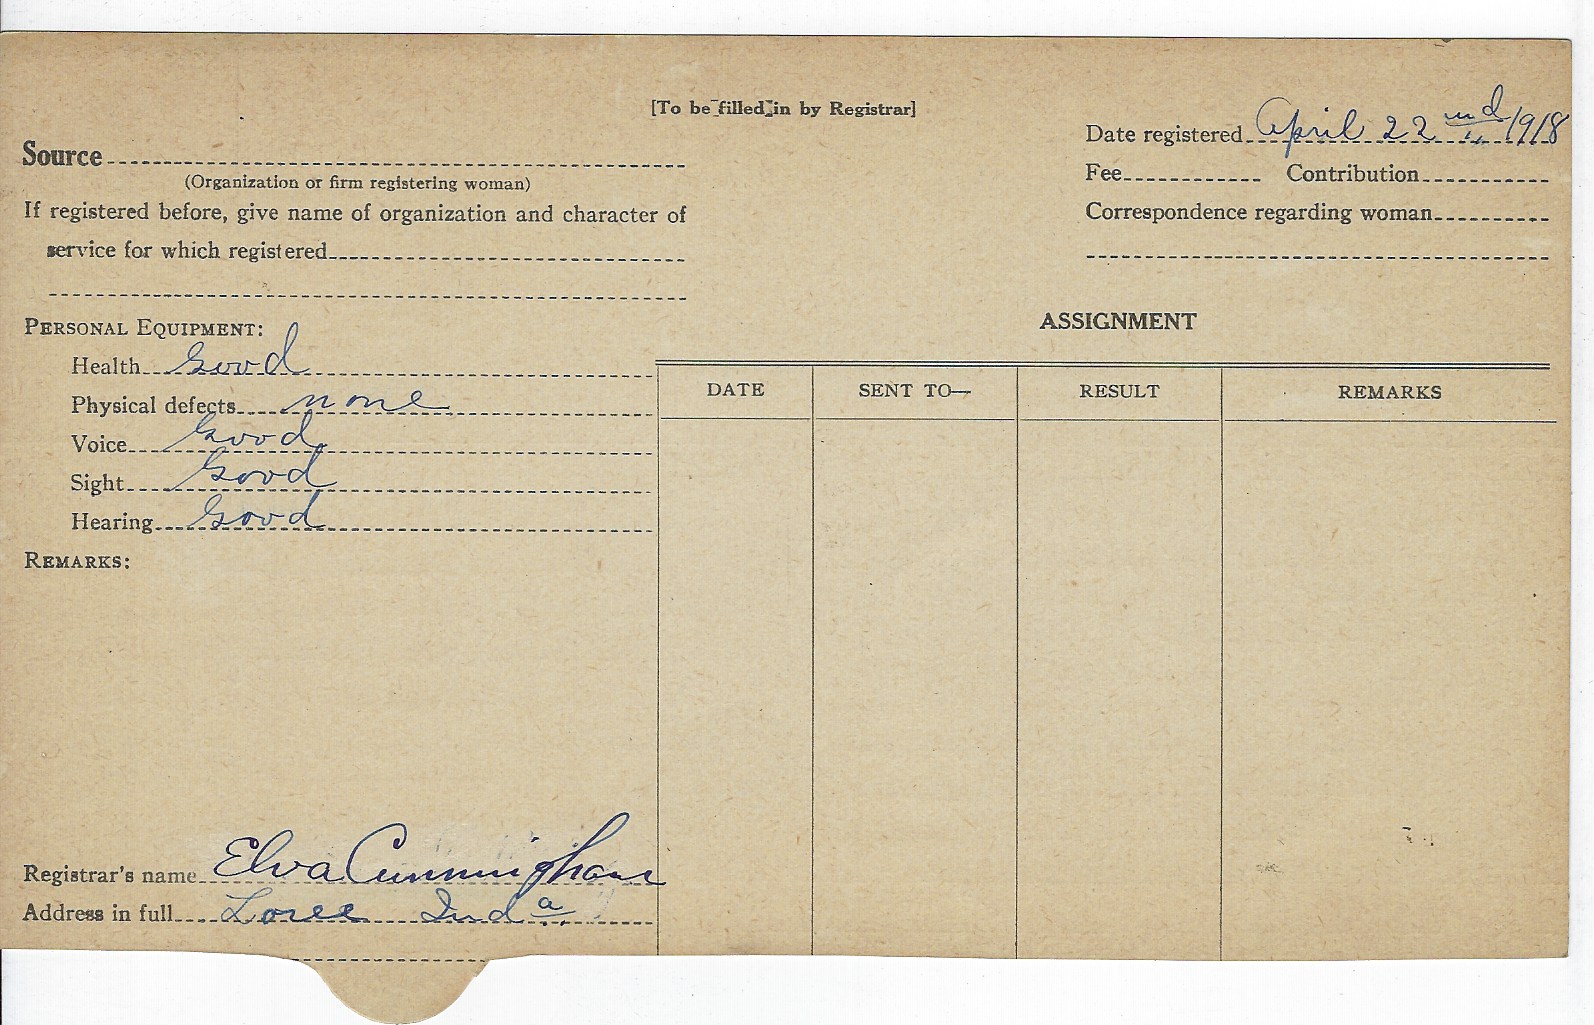 [To be filled in by Registrar]
Date registered April 22nd 1918
Source
(Organization or firm registering woman)
Fee Contribution
If registered before, give name of organization and character of
Correspondence regarding woman
service for which registered
PERSONAL EQUIPMENT:
ASSIGNMENT
Health Good
Physical defects none
DATE SENT TO— RESULT REMARKS
Voice Good
Sight Good
Hearing Good
REMARKS:
Registrar's name Elva Cunningham
Address in full Loree Inda